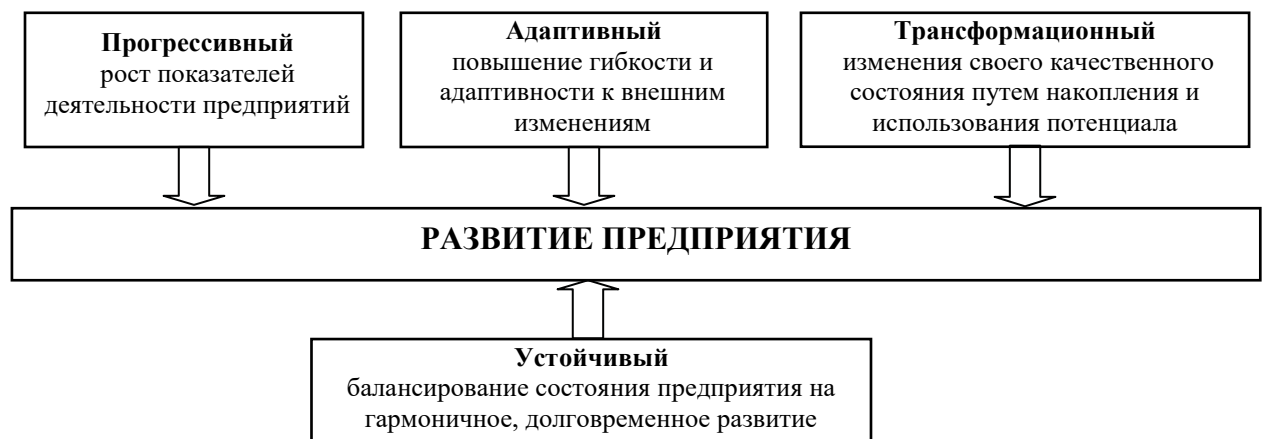 Прогрессивный
рост показателей
деятельности предприятий
Адаптивный
повышение гибкости и
адаптивности к внешним
изменениям
Трансформационный
изменения своего качественного
состояния путем накопления и
использования потенциала
РАЗВИТИЕ ПРЕДПРИЯТИЯ
Устойчивый
балансирование состояния предприятия на
гармоничное, долговременное развитие